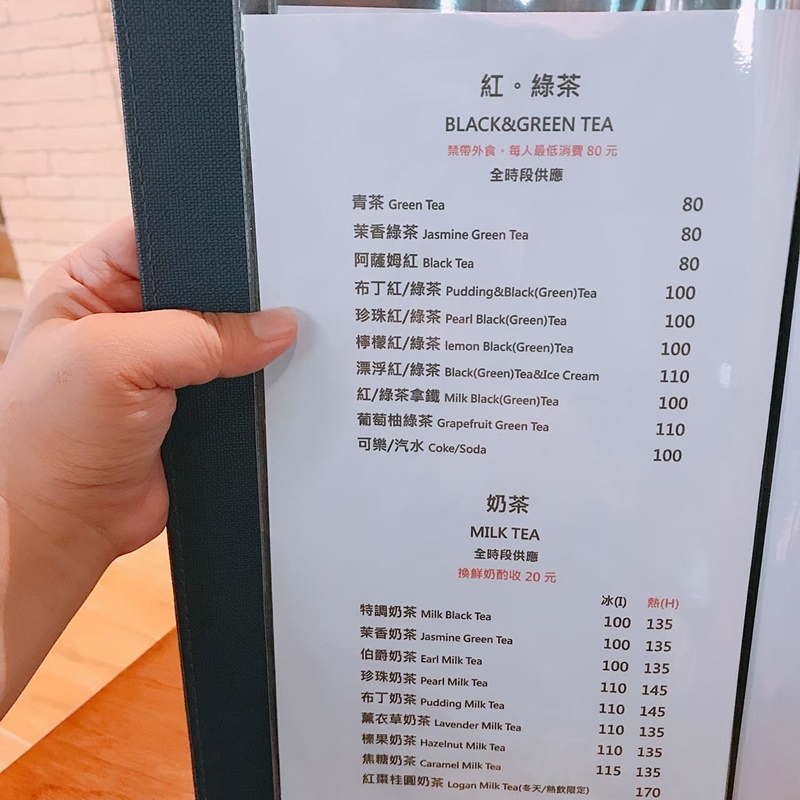 紅。綠茶
BLACK&GREEN TEA
禁帶外食。每人最低消費 80 元
全時段供應
青茶 Green Tea 80
茉香綠茶 Jasmine Green Tea 80
阿薩姆紅 Black Tea 80
布丁紅/綠茶 Pudding&Black(Green)Tea 100
珍珠紅/綠茶 Pearl Black(Green)Tea 100
檸檬紅/綠茶 lemon Black(Green)Tea 100
漂浮紅/綠茶 Black(Green)Tea&Ice Cream 110
紅/綠茶拿鐵 Milk Black(Green)Tea 100
葡萄柚綠茶 Grapefruit Green Tea 110
可樂/汽水 Coke/Soda 100
奶茶
MILK TEA
全時段供應
換鮮奶酌收 20 元
冰(I) 熱(H)
特調奶茶 Milk Black Tea 100 135
茉香奶茶 Jasmine Green Tea 100 135
伯爵奶茶 Earl Milk Tea 100 135
珍珠奶茶 Pearl Milk Tea 110 145
布丁奶茶 Pudding Milk Tea 110 145
薰衣草奶茶 Lavender Milk Tea 110 135
榛果奶茶 Hazelnut Milk Tea 110 135
焦糖奶茶 Caramel Milk Tea 115 135
紅棗桂圓奶茶 Logan Milk Tea(冬天/熱飲限定) 170